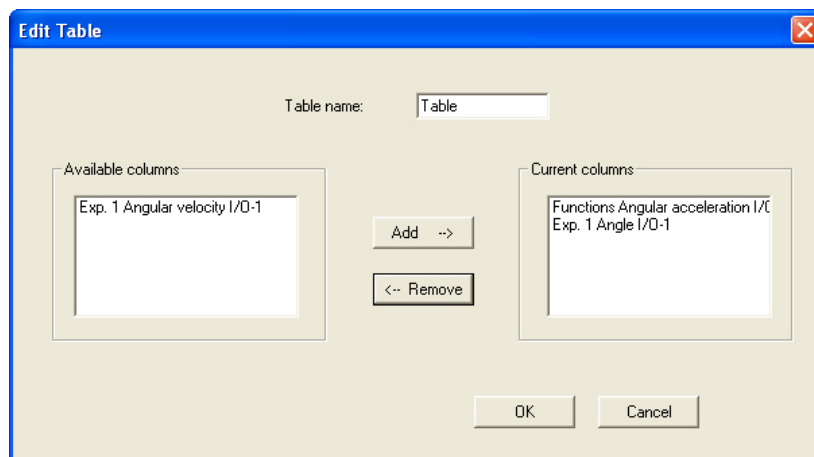 Edit Table
Table name:
Table
Available columns
Exp. 1 Angular velocity I/O-1
Add -->
<-- Remove
Current columns
Functions Angular acceleration I/O
Exp. 1 Angle I/O-1
OK
Cancel